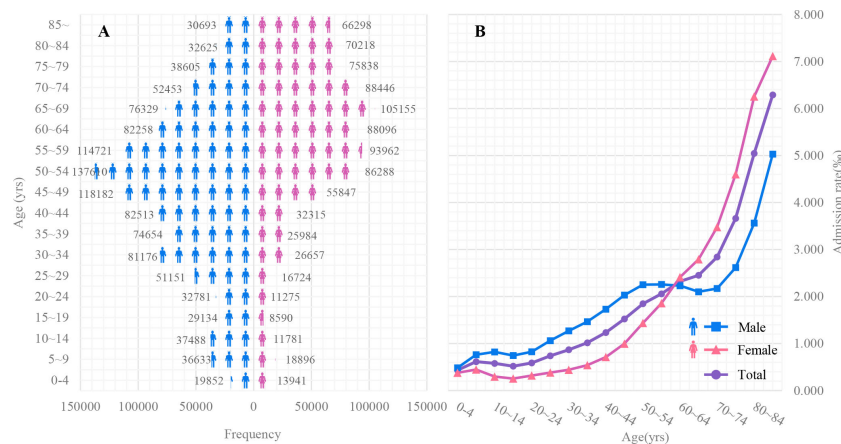 A
85~ 30693 66298
80~84 32625 70218
75~79 38605 75838
70~74 52453 88446
65~69 76329 105155
60~64 82258 88096
55~59 114721 93962
50~54 137610 86288
45~49 118182 55847
40~44 82513 32315
35~39 74654 25984
30~34 81176 26657
25~29 51151 16724
20~24 32781 11275
15~19 29134 8590
10~14 37488 11781
5~9 36633 18896
0-4 19852 13941
150000 100000 50000 0 50000 100000 150000
Frequency
Age (yrs)
B
8.000
7.000
6.000
5.000
4.000
3.000
2.000
1.000
0.000
Admission rate(‰)
Male
Female
Total
0-4 10~14 20~24 30~34 40~44 50~54 60~64 70~74 80~84
Age(yrs)